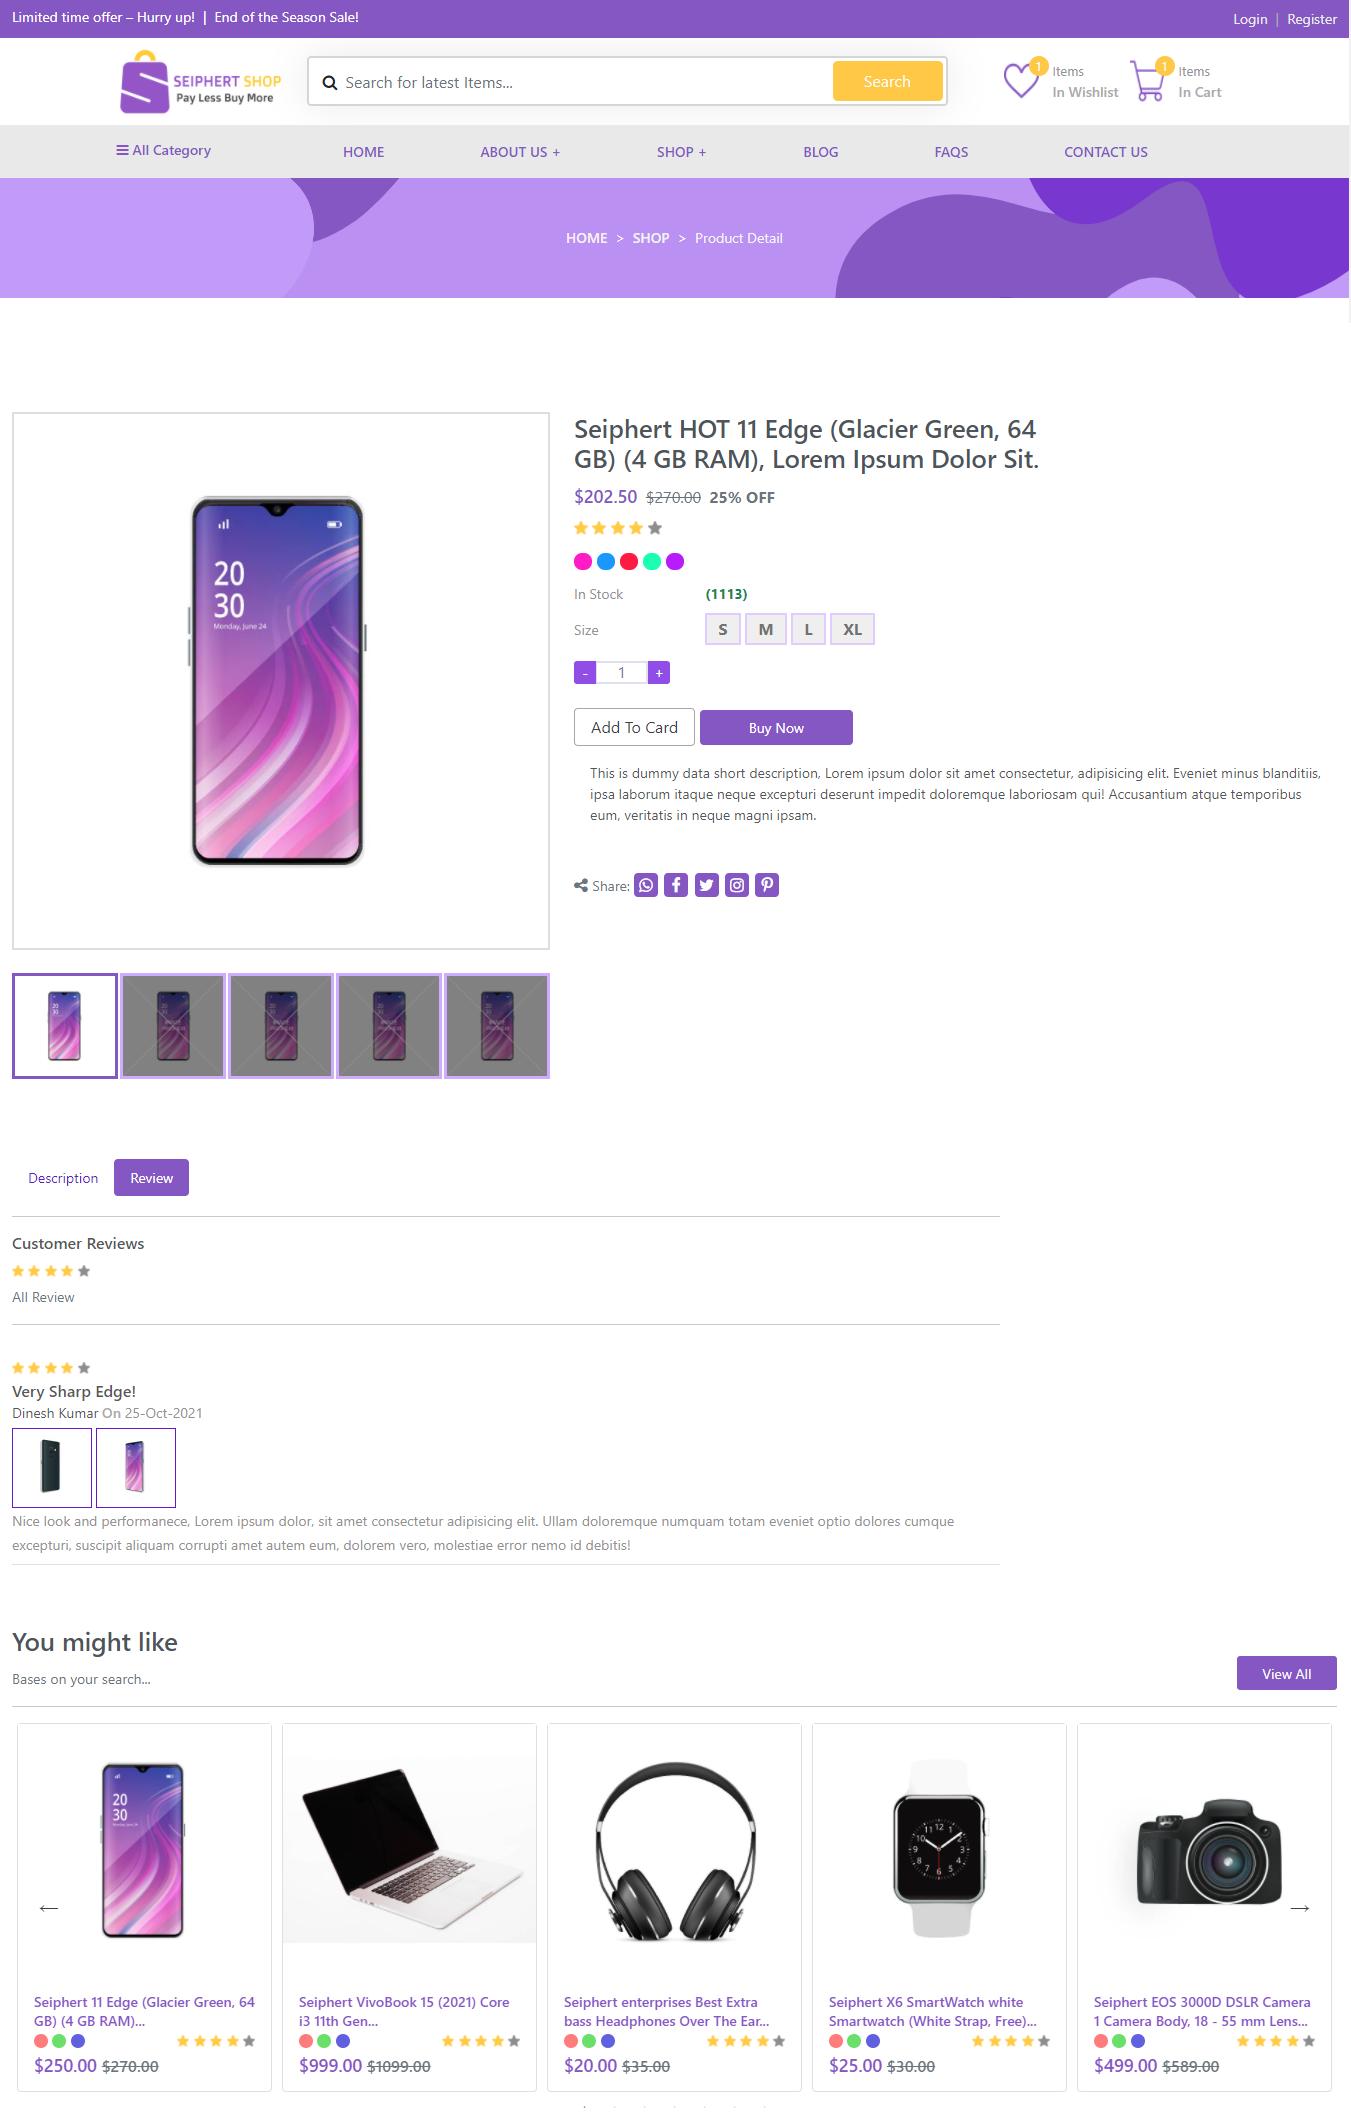 Limited time offer – Hurry up! | End of the Season Sale!
Login | Register
SEIPHERT SHOP
Pay Less Buy More
Search for latest Items...
Search
1
Items
In Wishlist
1
Items
In Cart
All Category
HOME
ABOUT US +
SHOP +
BLOG
FAQS
CONTACT US
HOME > SHOP > Product Detail
20
30
Monday, June 24
Seiphert HOT 11 Edge (Glacier Green, 64
GB) (4 GB RAM), Lorem Ipsum Dolor Sit.
$202.50 $270.00 25% OFF
In Stock (1113)
Size S M L XL
- 1 +
Add To Card
Buy Now
This is dummy data short description, Lorem ipsum dolor sit amet consectetur, adipisicing elit. Eveniet minus blanditiis,
ipsa laborum itaque neque excepturi deserunt impedit doloremque laboriosam qui! Accusantium atque temporibus
eum, veritatis in neque magni ipsam.
Share:
20
30
Description
Review
Customer Reviews
All Review
Very Sharp Edge!
Dinesh Kumar On 25-Oct-2021
Nice look and performanece, Lorem ipsum dolor, sit amet consectetur adipisicing elit. Ullam doloremque numquam totam eveniet optio dolores cumque
excepturi, suscipit aliquam corrupti amet autem eum, dolorem vero, molestiae error nemo id debitis!
You might like
Bases on your search...
View All
20
30
←
→
Seiphert 11 Edge (Glacier Green, 64
GB) (4 GB RAM)...
$250.00 $270.00
Seiphert VivoBook 15 (2021) Core
i3 11th Gen...
$999.00 $1099.00
Seiphert enterprises Best Extra
bass Headphones Over The Ear...
$20.00 $35.00
Seiphert X6 SmartWatch white
Smartwatch (White Strap, Free)...
$25.00 $30.00
Seiphert EOS 3000D DSLR Camera
1 Camera Body, 18 - 55 mm Lens...
$499.00 $589.00